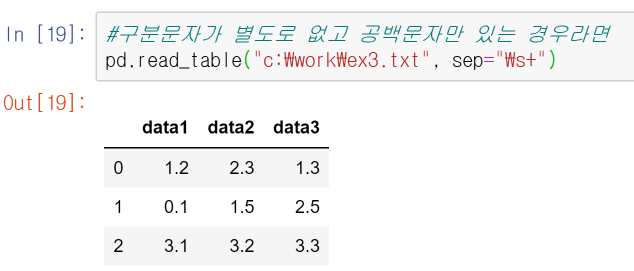 In [19]: #구분문자가 별도로 없고 공백문자만 있는 경우라면
pd.read_table("c:₩work₩ex3.txt", sep="₩s+")
Out[19]:
data1 data2 data3
0 1.2 2.3 1.3
1 0.1 1.5 2.5
2 3.1 3.2 3.3